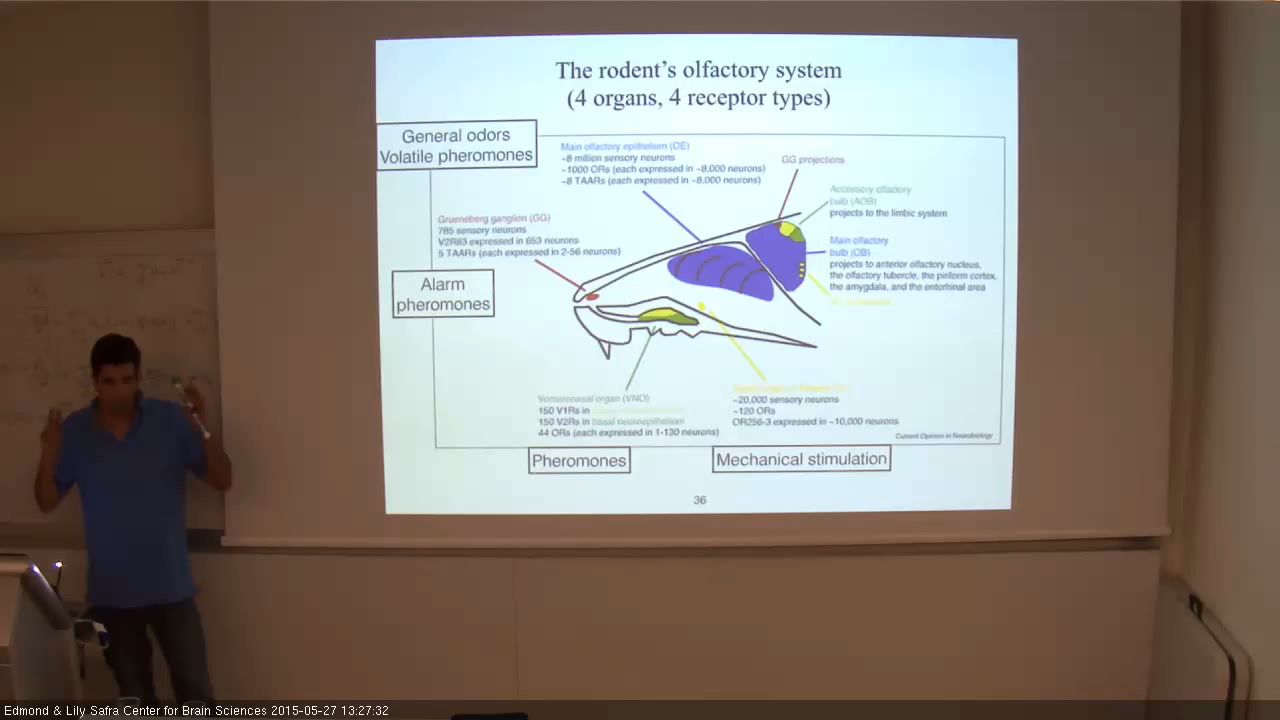 The rodent's olfactory system
(4 organs, 4 receptor types)
General odors
Volatile pheromones
Main olfactory epithelium (OE)
~8 million sensory neurons
~1000 ORs (each expressed in ~8,000 neurons)
~8 TAARs (each expressed in ~8,000 neurons)
GG projections
Accessory olfactory
bulb (AOB)
projects to the limbic system
Grueneberg ganglion (GG)
785 sensory neurons
V2R83 expressed in 653 neurons
5 TAARs (each expressed in 2-56 neurons)
Main olfactory
bulb (OB)
projects to anterior olfactory nucleus,
the olfactory tubercle, the piriform cortex,
the amygdala, and the entorhinal area
Alarm
pheromones
Vomeronasal organ (VNO)
150 V1Rs in
150 V2Rs in basal neuroepithelium
44 ORs (each expressed in 1-130 neurons)
~20,000 sensory neurons
~120 ORs
OR256-3 expressed in ~10,000 neurons
Current Opinion in Neurobiology
Pheromones
Mechanical stimulation
36
Edmond & Lily Safra Center for Brain Sciences 2015-05-27 13:27:32